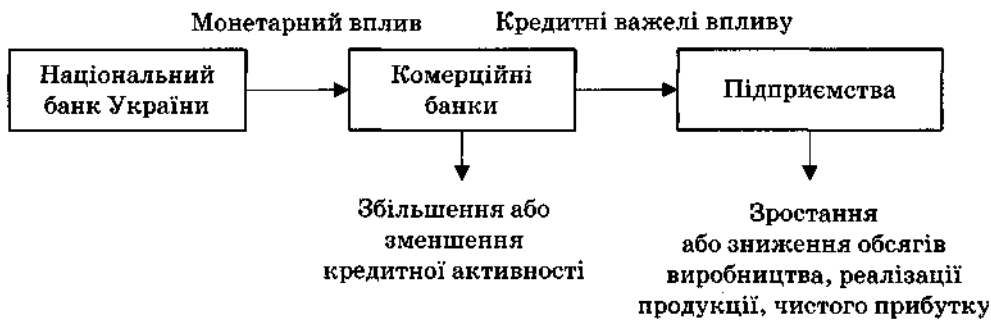 Монетарний вплив
Кредитні важелі впливу
Національний
банк України
Комерційні
банки
Підприємства
Збільшення або
зменшення
кредитної активності
Зростання
або зниження обсягів
виробництва, реалізації
продукції, чистого прибутку